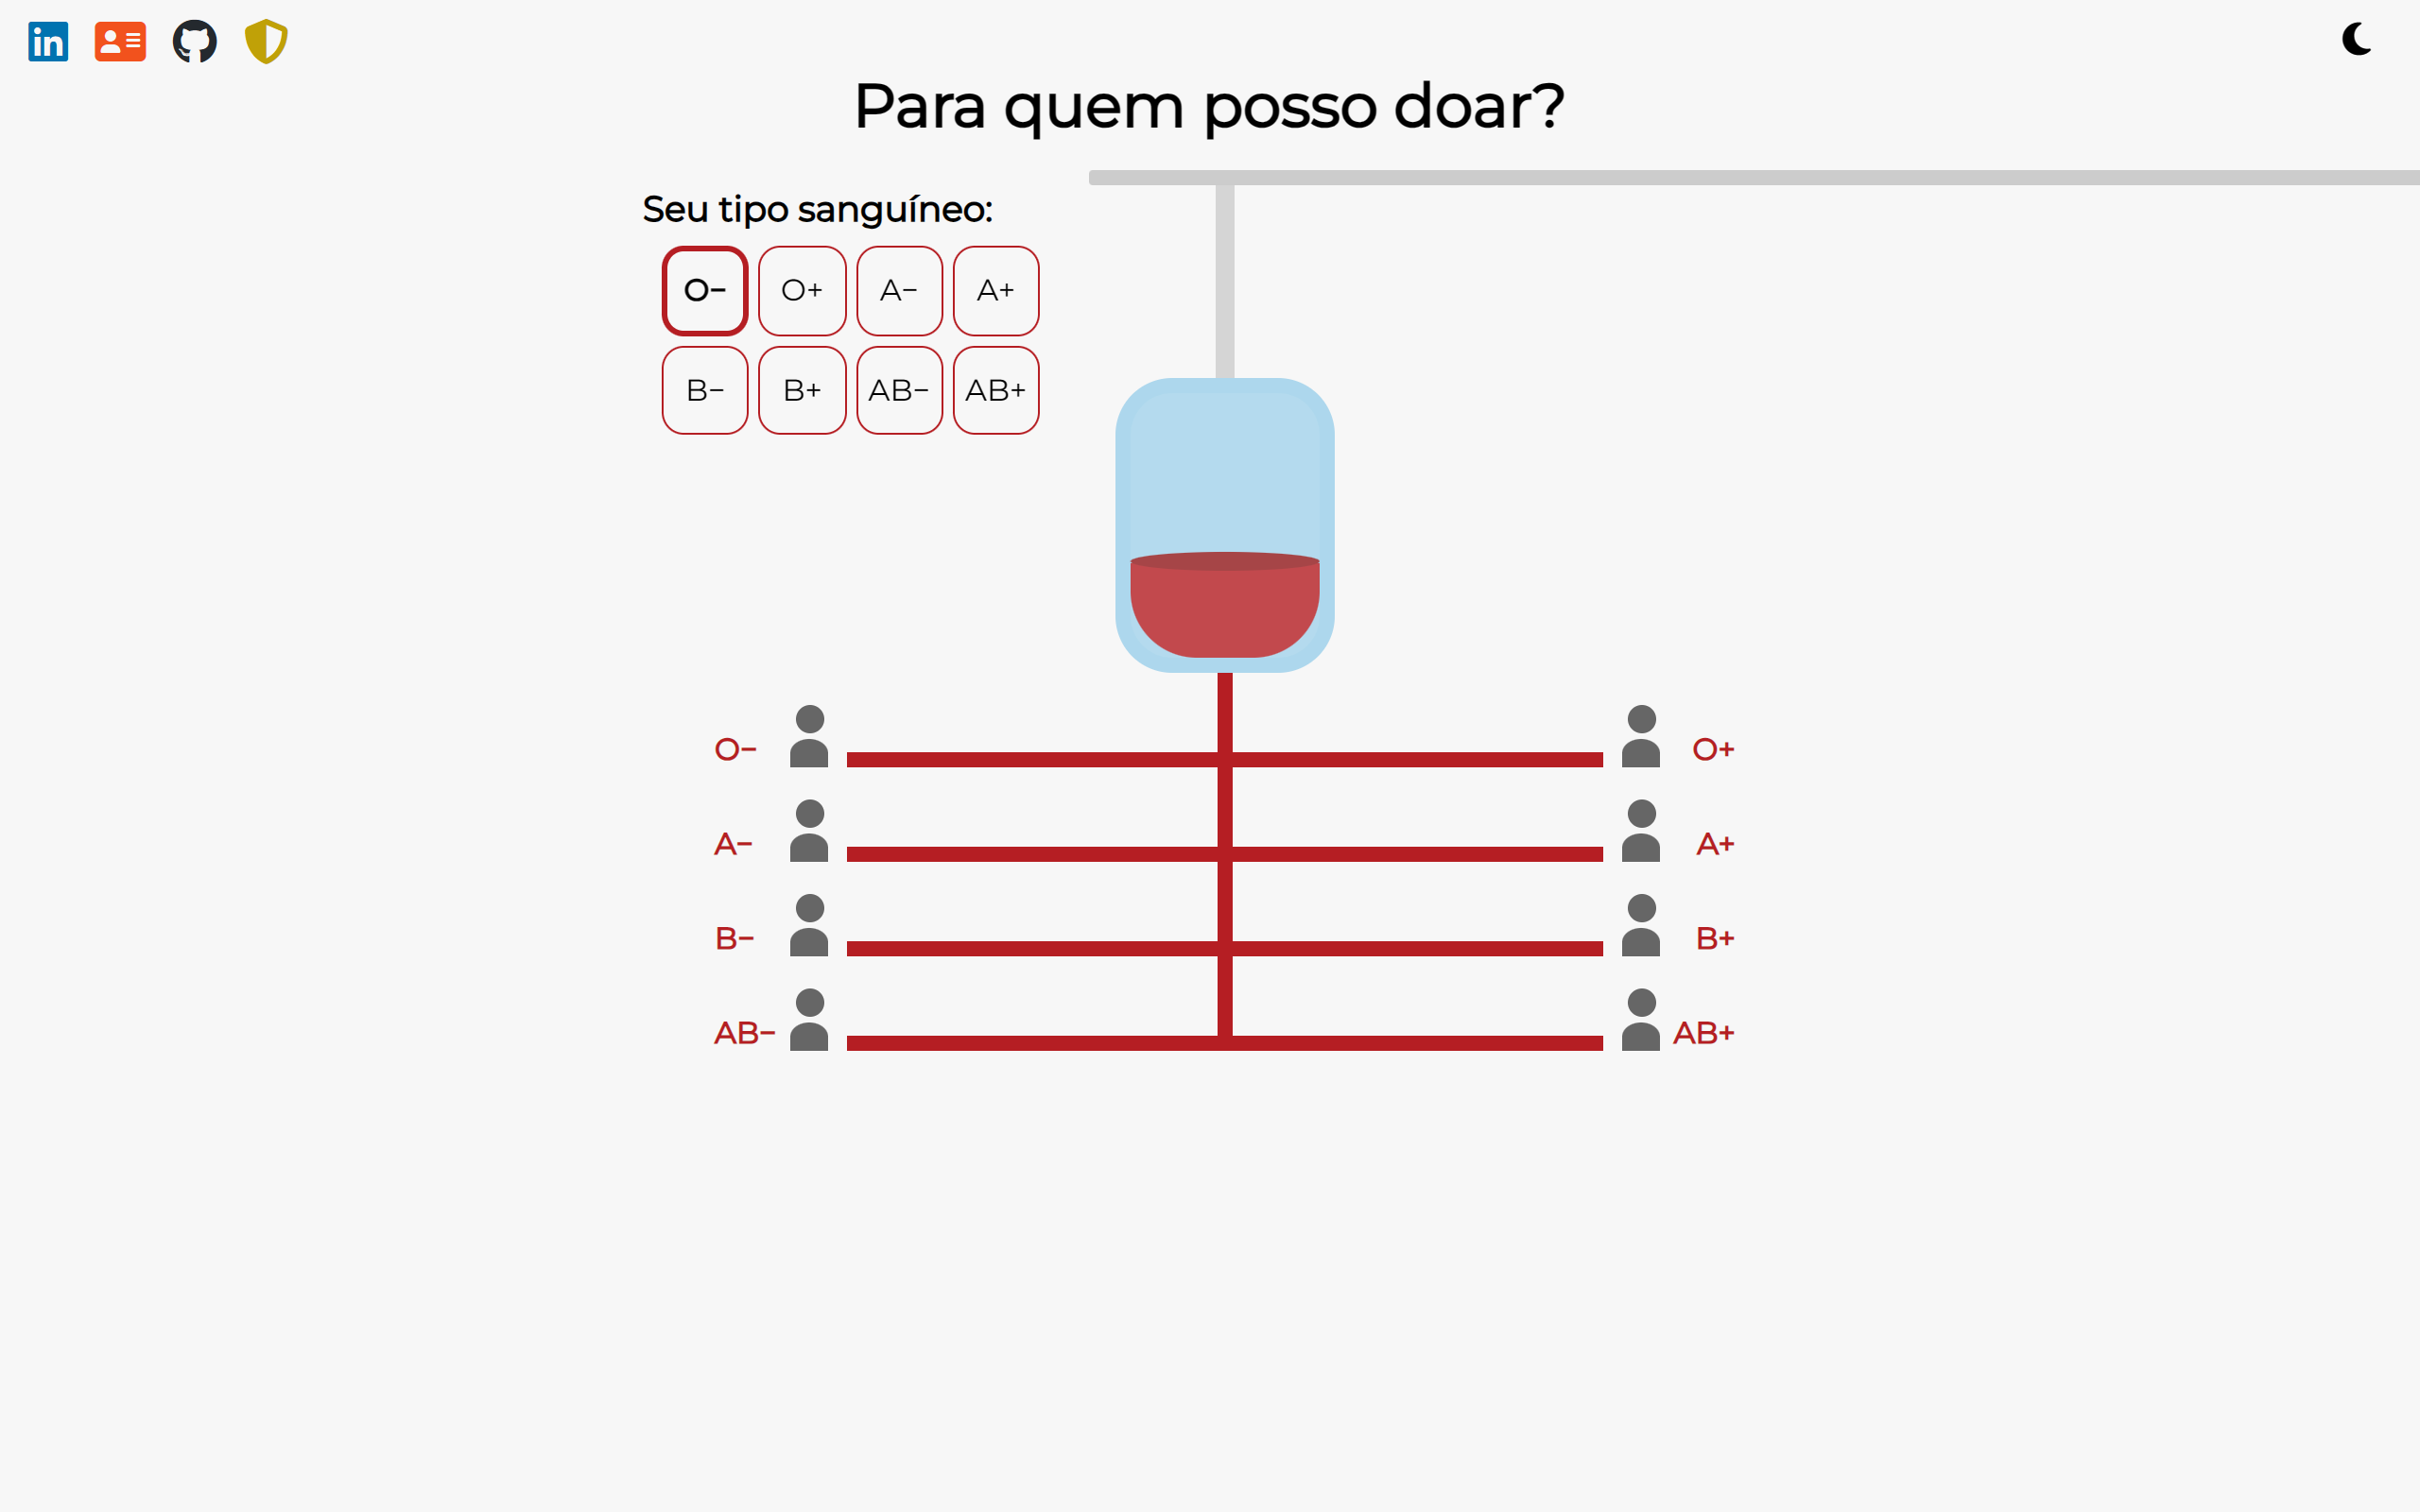 in
Para quem posso doar?
Seu tipo sanguíneo:
O− O+ A− A+
B− B+ AB− AB+
O− O+
A− A+
B− B+
AB− AB+